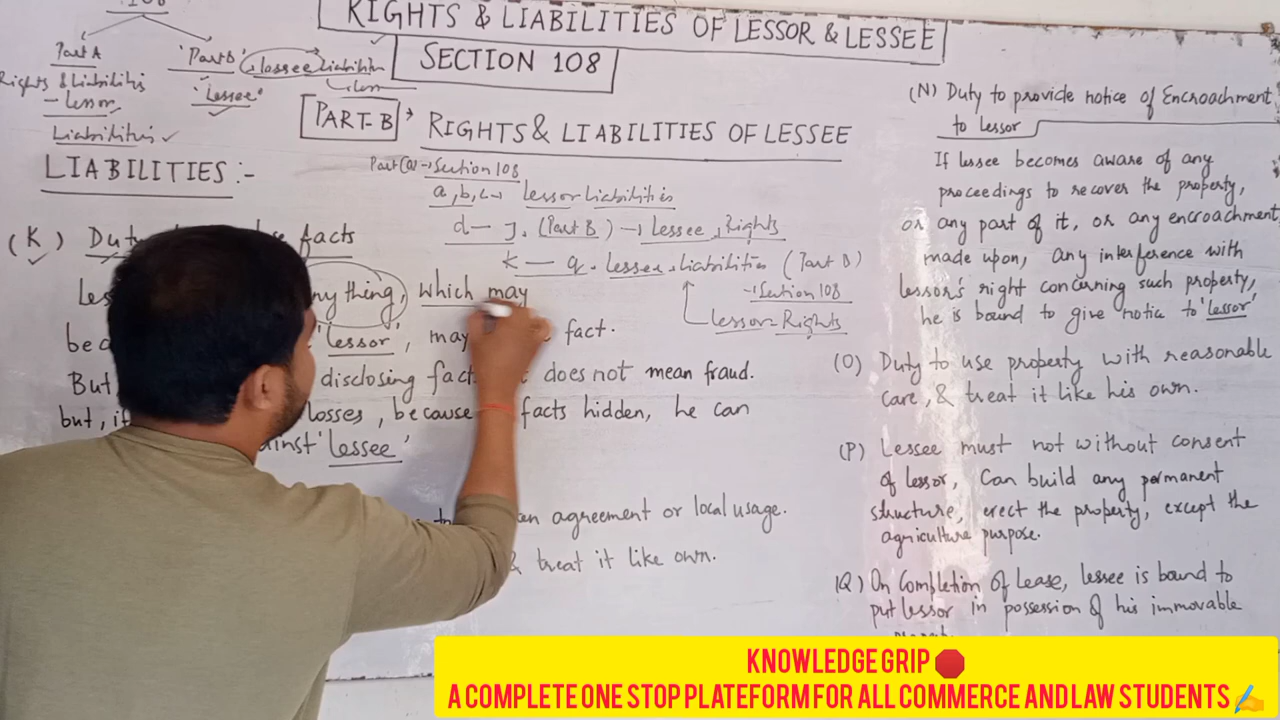 108
RIGHTS & LIABILITIES OF LESSOR & LESSEE
SECTION 108
Part A
Rights & liabilities
- Lessor
Liabilities
'Part B'
'Lessee'
(lessee liabilities
PART-B
RIGHTS & LIABILITIES OF LESSEE
LIABILITIES :-
Section 108
a, b, c → lessor liabilities
d — j. (Part B) → Lessee, Rights
k — q. lessee liabilities (Part B)
- Section 108
lessor - Rights
(K) Duty facts
anything, which may
'lessor', may fact.
But disclosing fact does not mean fraud.
but, if losses, because facts hidden, he can
against 'lessee'
agreement or local usage.
& treat it like own.
(N) Duty to provide notice of Encroachment
to lessor
If lessee becomes aware of any
proceedings to recover the property,
or any part of it, or any encroachment
made upon, any interference with
lessor's right concerning such property,
he is bound to give notice to 'lessor'
(O) Duty to use property with reasonable
care, & treat it like his own.
(P) Lessee must not without consent
of lessor, Can build any permanent
structure, erect the property, except the
agriculture purpose.
(Q) On Completion of Lease, lessee is bound to
put lessor in possession of his immovable
KNOWLEDGE GRIP 🛑
A COMPLETE ONE STOP PLATEFORM FOR ALL COMMERCE AND LAW STUDENTS ✍️